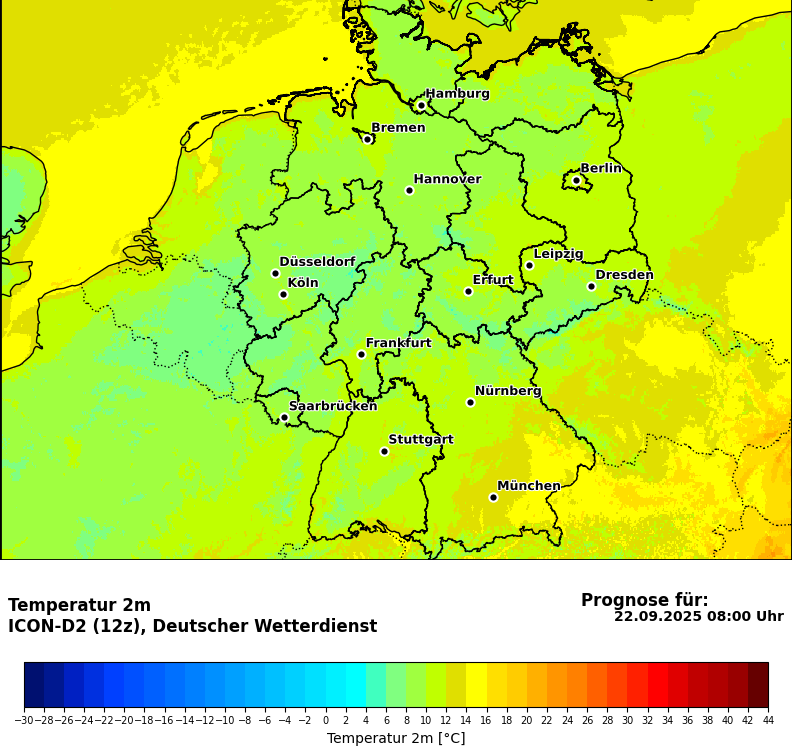 Hamburg
Bremen
Berlin
Hannover
Leipzig
Düsseldorf
Dresden
Köln
Erfurt
Frankfurt
Nürnberg
Saarbrücken
Stuttgart
München
Temperatur 2m
ICON-D2 (12z), Deutscher Wetterdienst
Prognose für:
22.09.2025 08:00 Uhr
−30 −28 −26 −24 −22 −20 −18 −16 −14 −12 −10 −8 −6 −4 −2 0 2 4 6 8 10 12 14 16 18 20 22 24 26 28 30 32 34 36 38 40 42 44
Temperatur 2m [°C]